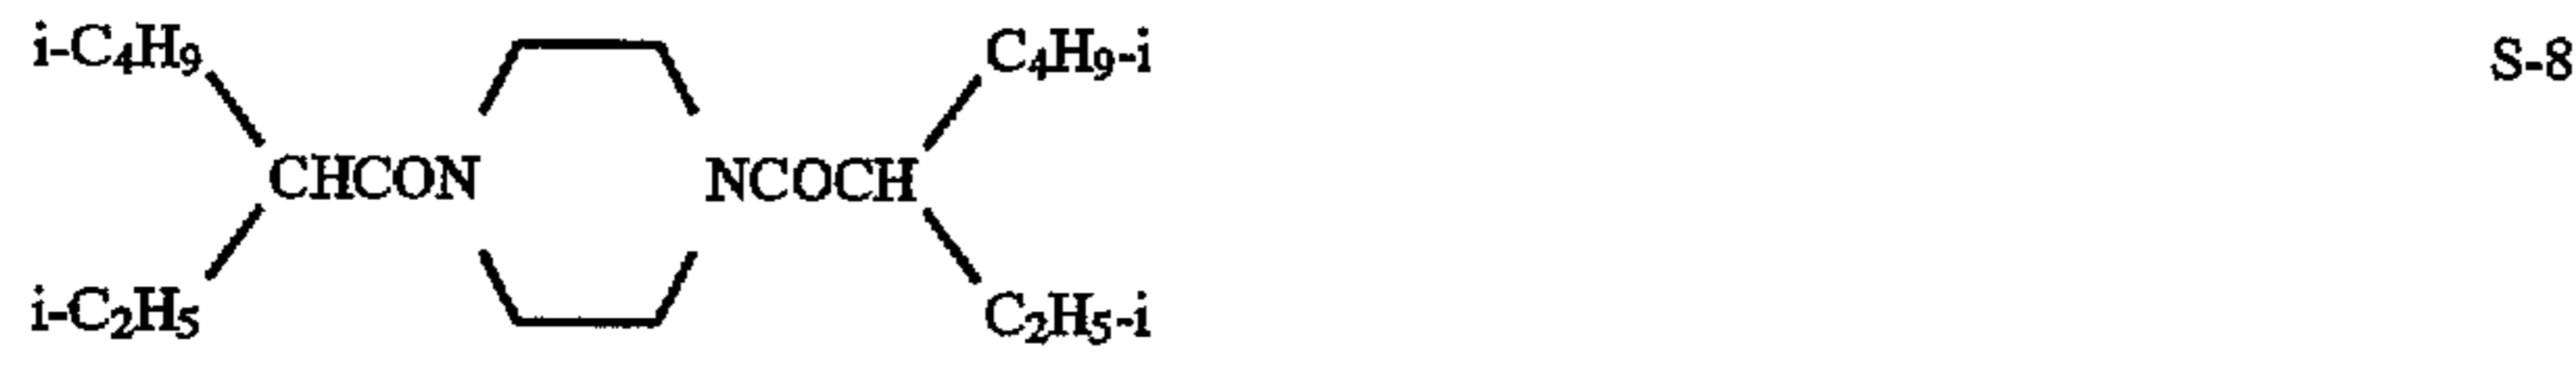 i-C₄H₉ C₄H₉-i S-8
CHCON NCOCH
i-C₂H₅ C₂H₅-i